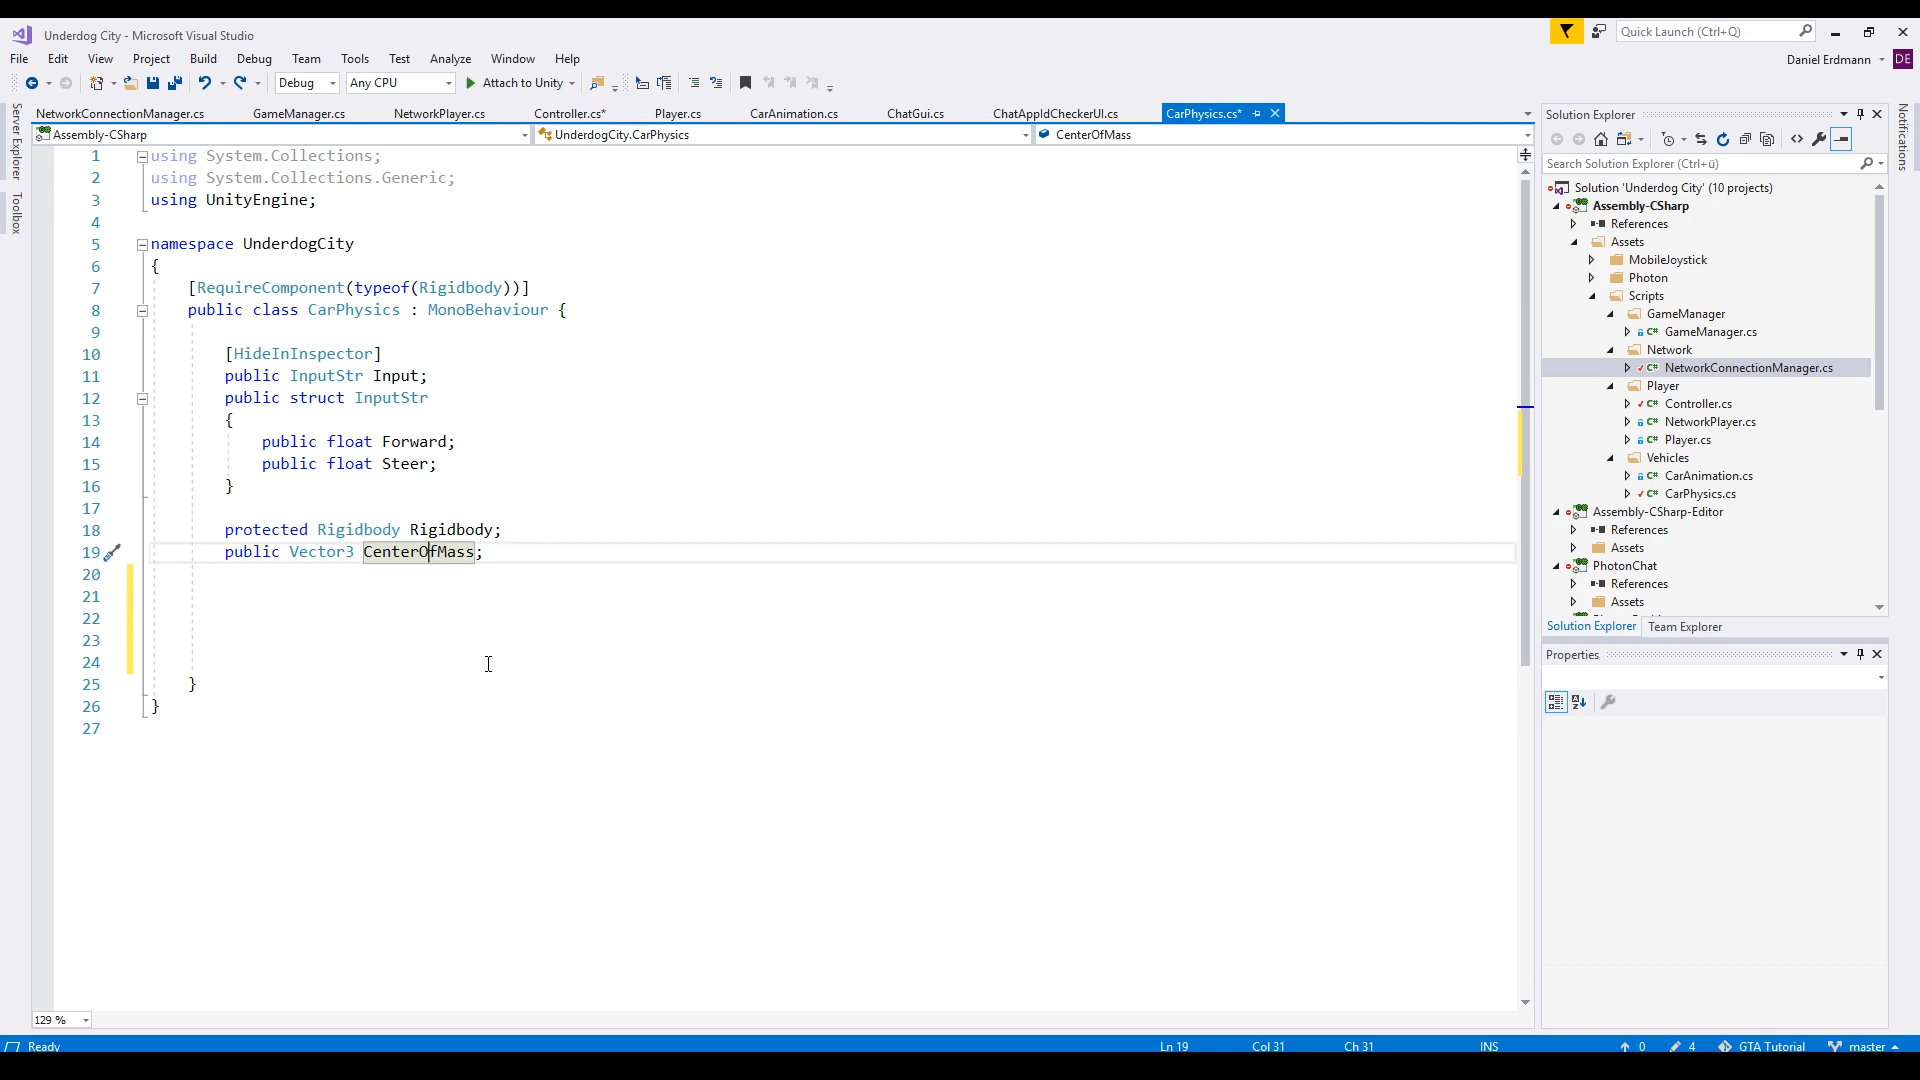 Underdog City - Microsoft Visual Studio
Quick Launch (Ctrl+Q)
File Edit View Project Build Debug Team Tools Test Analyze Window Help
Daniel Erdmann DE
Debug Any CPU Attach to Unity
NetworkConnectionManager.cs GameManager.cs NetworkPlayer.cs Controller.cs* Player.cs CarAnimation.cs ChatGui.cs ChatAppIdCheckerUI.cs CarPhysics.cs*
Assembly-CSharp UnderdogCity.CarPhysics CenterOfMass
Server Explorer
Toolbox
1 using System.Collections;
2 using System.Collections.Generic;
3 using UnityEngine;
4
5 namespace UnderdogCity
6 {
7 [RequireComponent(typeof(Rigidbody))]
8 public class CarPhysics : MonoBehaviour {
9
10 [HideInInspector]
11 public InputStr Input;
12 public struct InputStr
13 {
14 public float Forward;
15 public float Steer;
16 }
17
18 protected Rigidbody Rigidbody;
19 public Vector3 CenterOfMass;
20
21
22
23
24
25 }
26 }
27
129 %
Solution Explorer
Search Solution Explorer (Ctrl+ü)
Solution 'Underdog City' (10 projects)
Assembly-CSharp
References
Assets
MobileJoystick
Photon
Scripts
GameManager
C# GameManager.cs
Network
C# NetworkConnectionManager.cs
Player
C# Controller.cs
C# NetworkPlayer.cs
C# Player.cs
Vehicles
C# CarAnimation.cs
C# CarPhysics.cs
Assembly-CSharp-Editor
References
Assets
PhotonChat
References
Assets
Solution Explorer Team Explorer
Properties
Notifications
Ready Ln 19 Col 31 Ch 31 INS 0 4 GTA Tutorial master